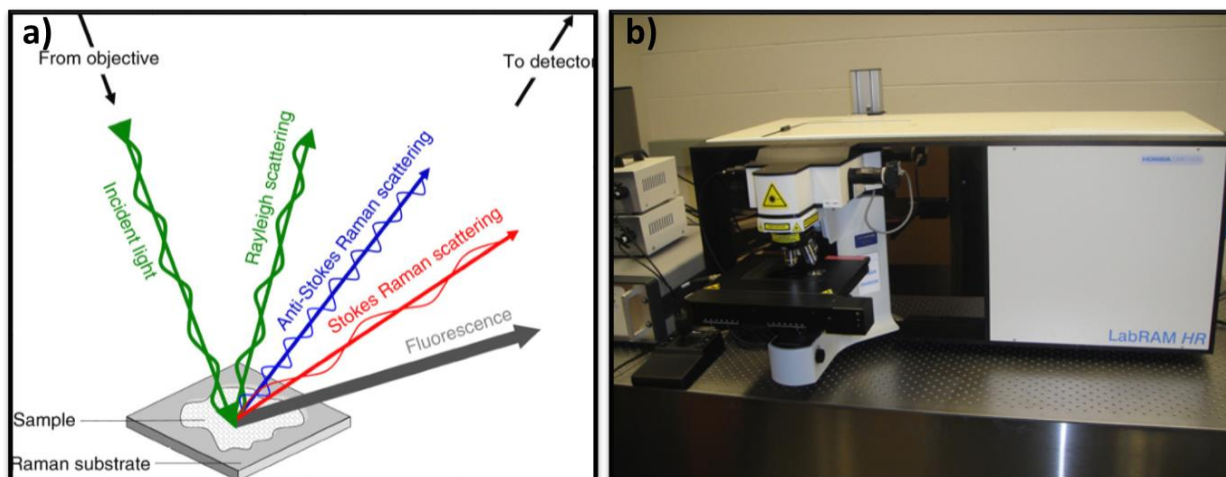 a)
From objective
To detector
Incident light
Rayleigh scattering
Anti-Stokes Raman scattering
Stokes Raman scattering
Fluorescence
Sample
Raman substrate
b)
LabRAM HR